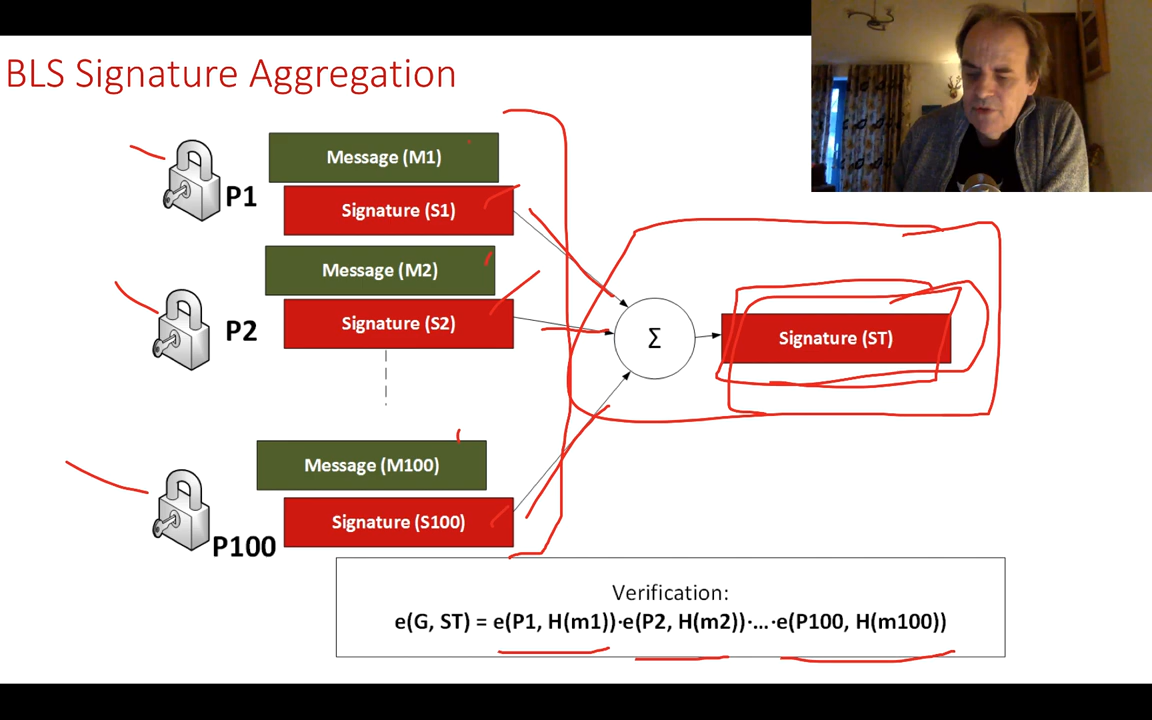 BLS Signature Aggregation
Message (M1)
P1
Signature (S1)
Message (M2)
P2
Signature (S2)
Σ
Signature (ST)
Message (M100)
Signature (S100)
P100
Verification:
e(G, ST) = e(P1, H(m1))·e(P2, H(m2))·...·e(P100, H(m100))